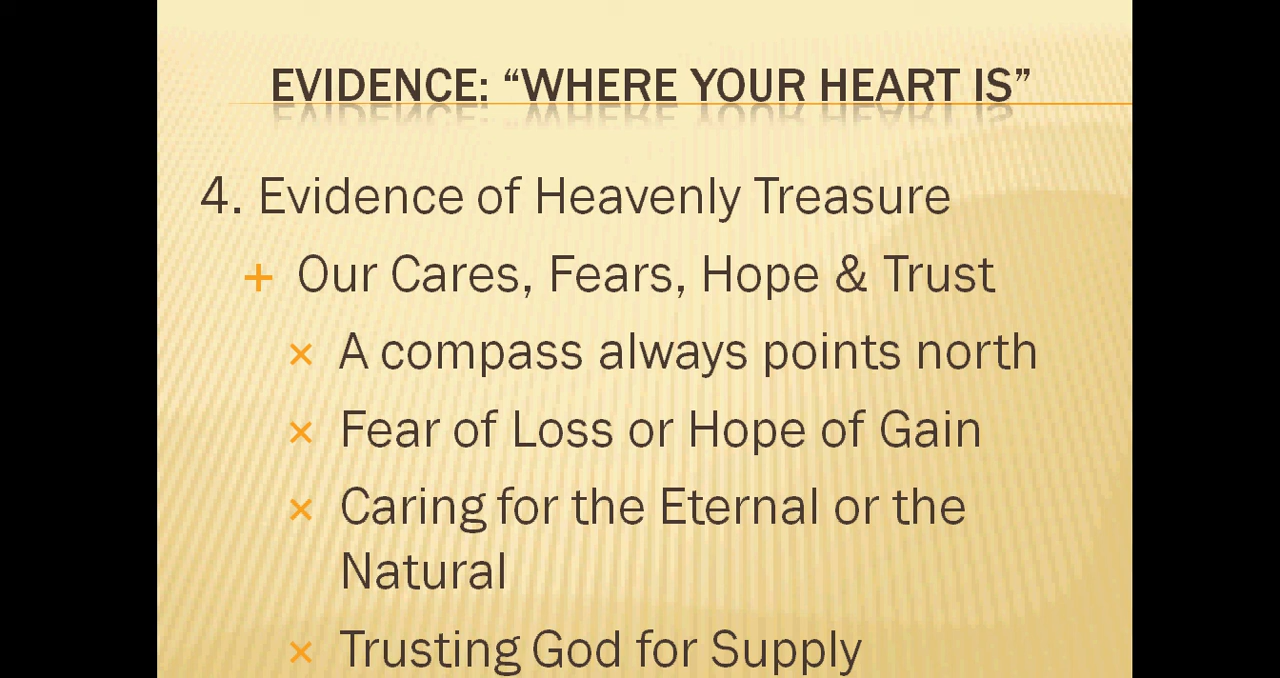 EVIDENCE: “WHERE YOUR HEART IS”
4. Evidence of Heavenly Treasure
+ Our Cares, Fears, Hope & Trust
× A compass always points north
× Fear of Loss or Hope of Gain
× Caring for the Eternal or the
Natural
× Trusting God for Supply